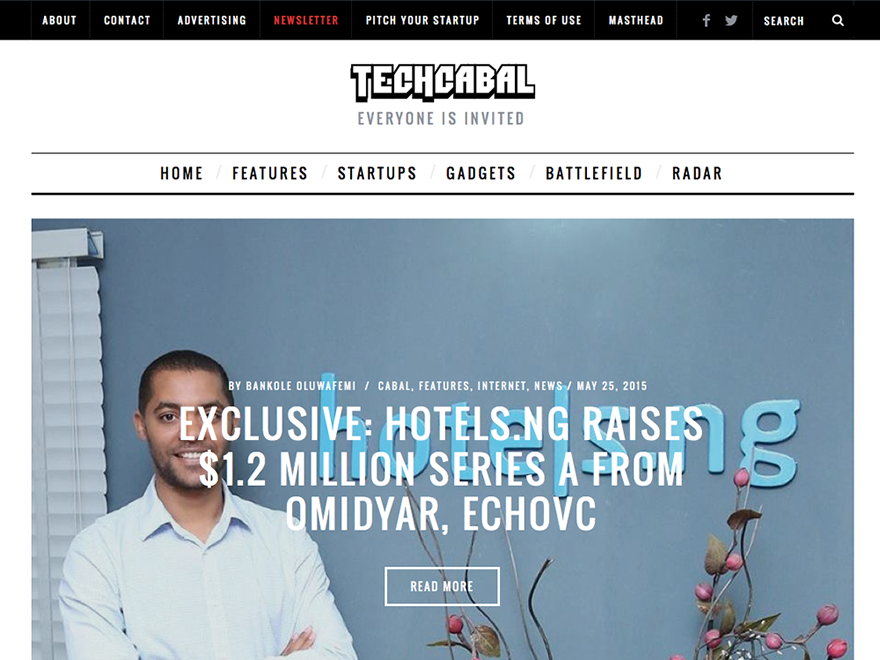 ABOUT CONTACT ADVERTISING NEWSLETTER PITCH YOUR STARTUP TERMS OF USE MASTHEAD SEARCH
TECHCABAL
EVERYONE IS INVITED
HOME / FEATURES / STARTUPS / GADGETS / BATTLEFIELD / RADAR
BY BANKOLE OLUWAFEMI / CABAL, FEATURES, INTERNET, NEWS / MAY 25, 2015
hotels.ng
EXCLUSIVE: HOTELS.NG RAISES
$1.2 MILLION SERIES A FROM
OMIDYAR, ECHOVC
READ MORE